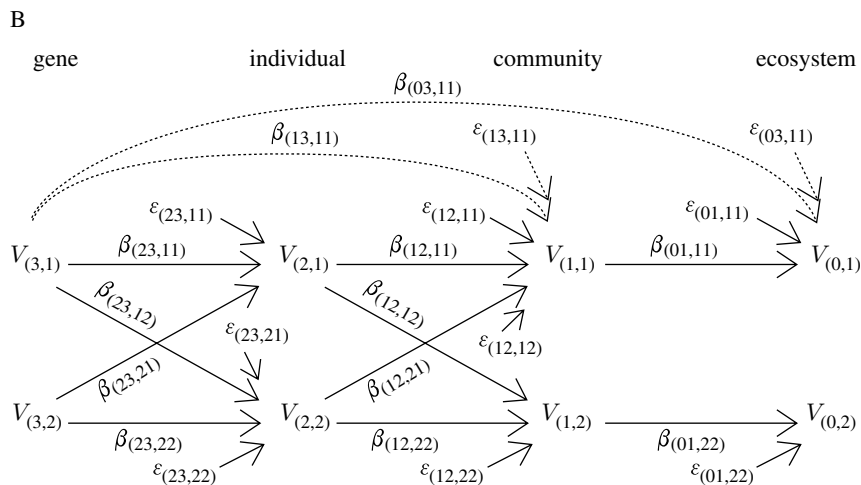 B
gene individual community ecosystem
β(03,11)
β(13,11) ε(13,11) ε(03,11)
ε(23,11) ε(12,11) ε(01,11)
V(3,1) β(23,11) V(2,1) β(12,11) V(1,1) β(01,11) V(0,1)
β(23,12) β(12,12)
ε(23,21) ε(12,12)
β(23,21) β(12,21)
V(3,2) V(2,2) V(1,2) V(0,2)
β(23,22) β(12,22) β(01,22)
ε(23,22) ε(12,22) ε(01,22)